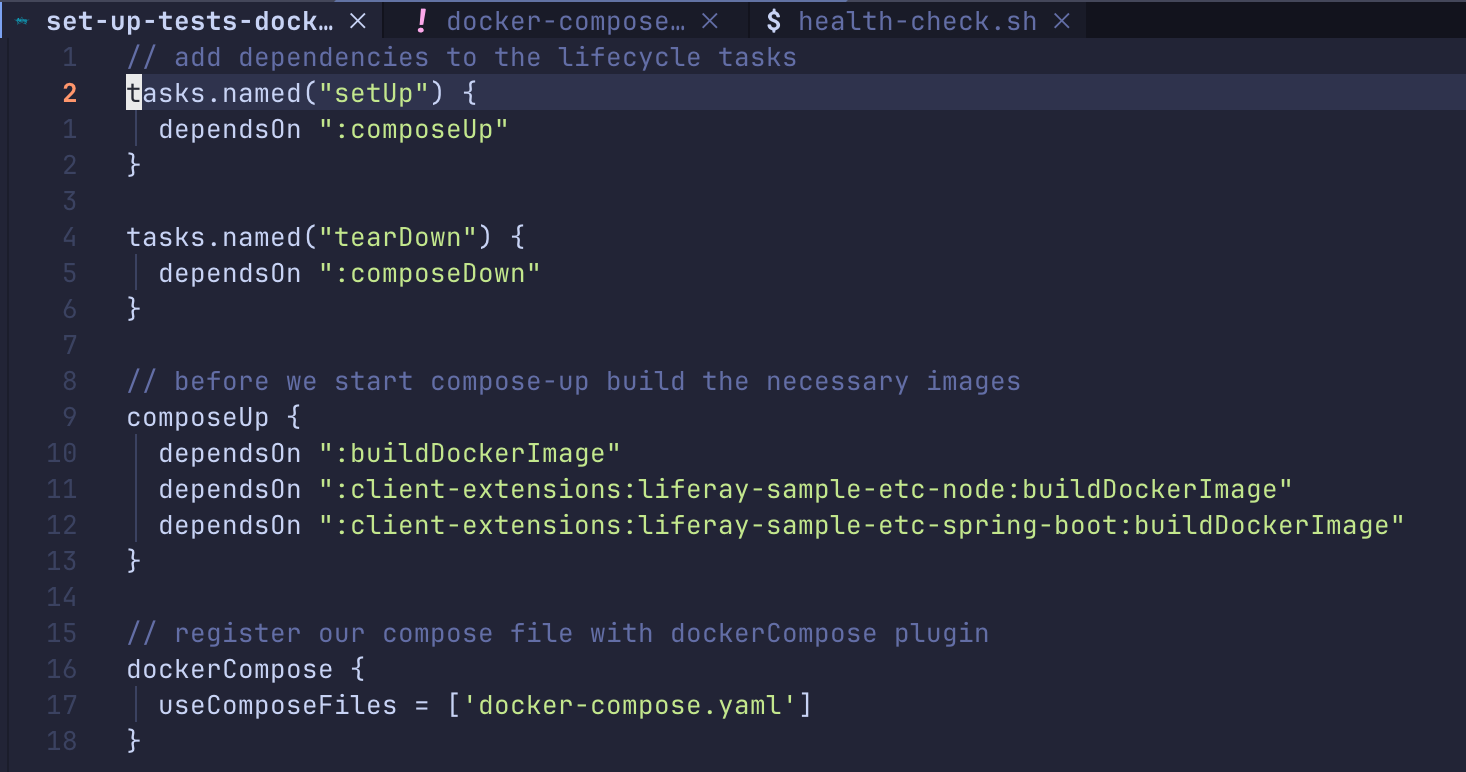 set-up-tests-dock… × ! docker-compose… × $ health-check.sh ×
1 // add dependencies to the lifecycle tasks
2 tasks.named("setUp") {
1   dependsOn ":composeUp"
2 }
3
4 tasks.named("tearDown") {
5   dependsOn ":composeDown"
6 }
7
8 // before we start compose-up build the necessary images
9 composeUp {
10   dependsOn ":buildDockerImage"
11   dependsOn ":client-extensions:liferay-sample-etc-node:buildDockerImage"
12   dependsOn ":client-extensions:liferay-sample-etc-spring-boot:buildDockerImage"
13 }
14
15 // register our compose file with dockerCompose plugin
16 dockerCompose {
17   useComposeFiles = ['docker-compose.yaml']
18 }